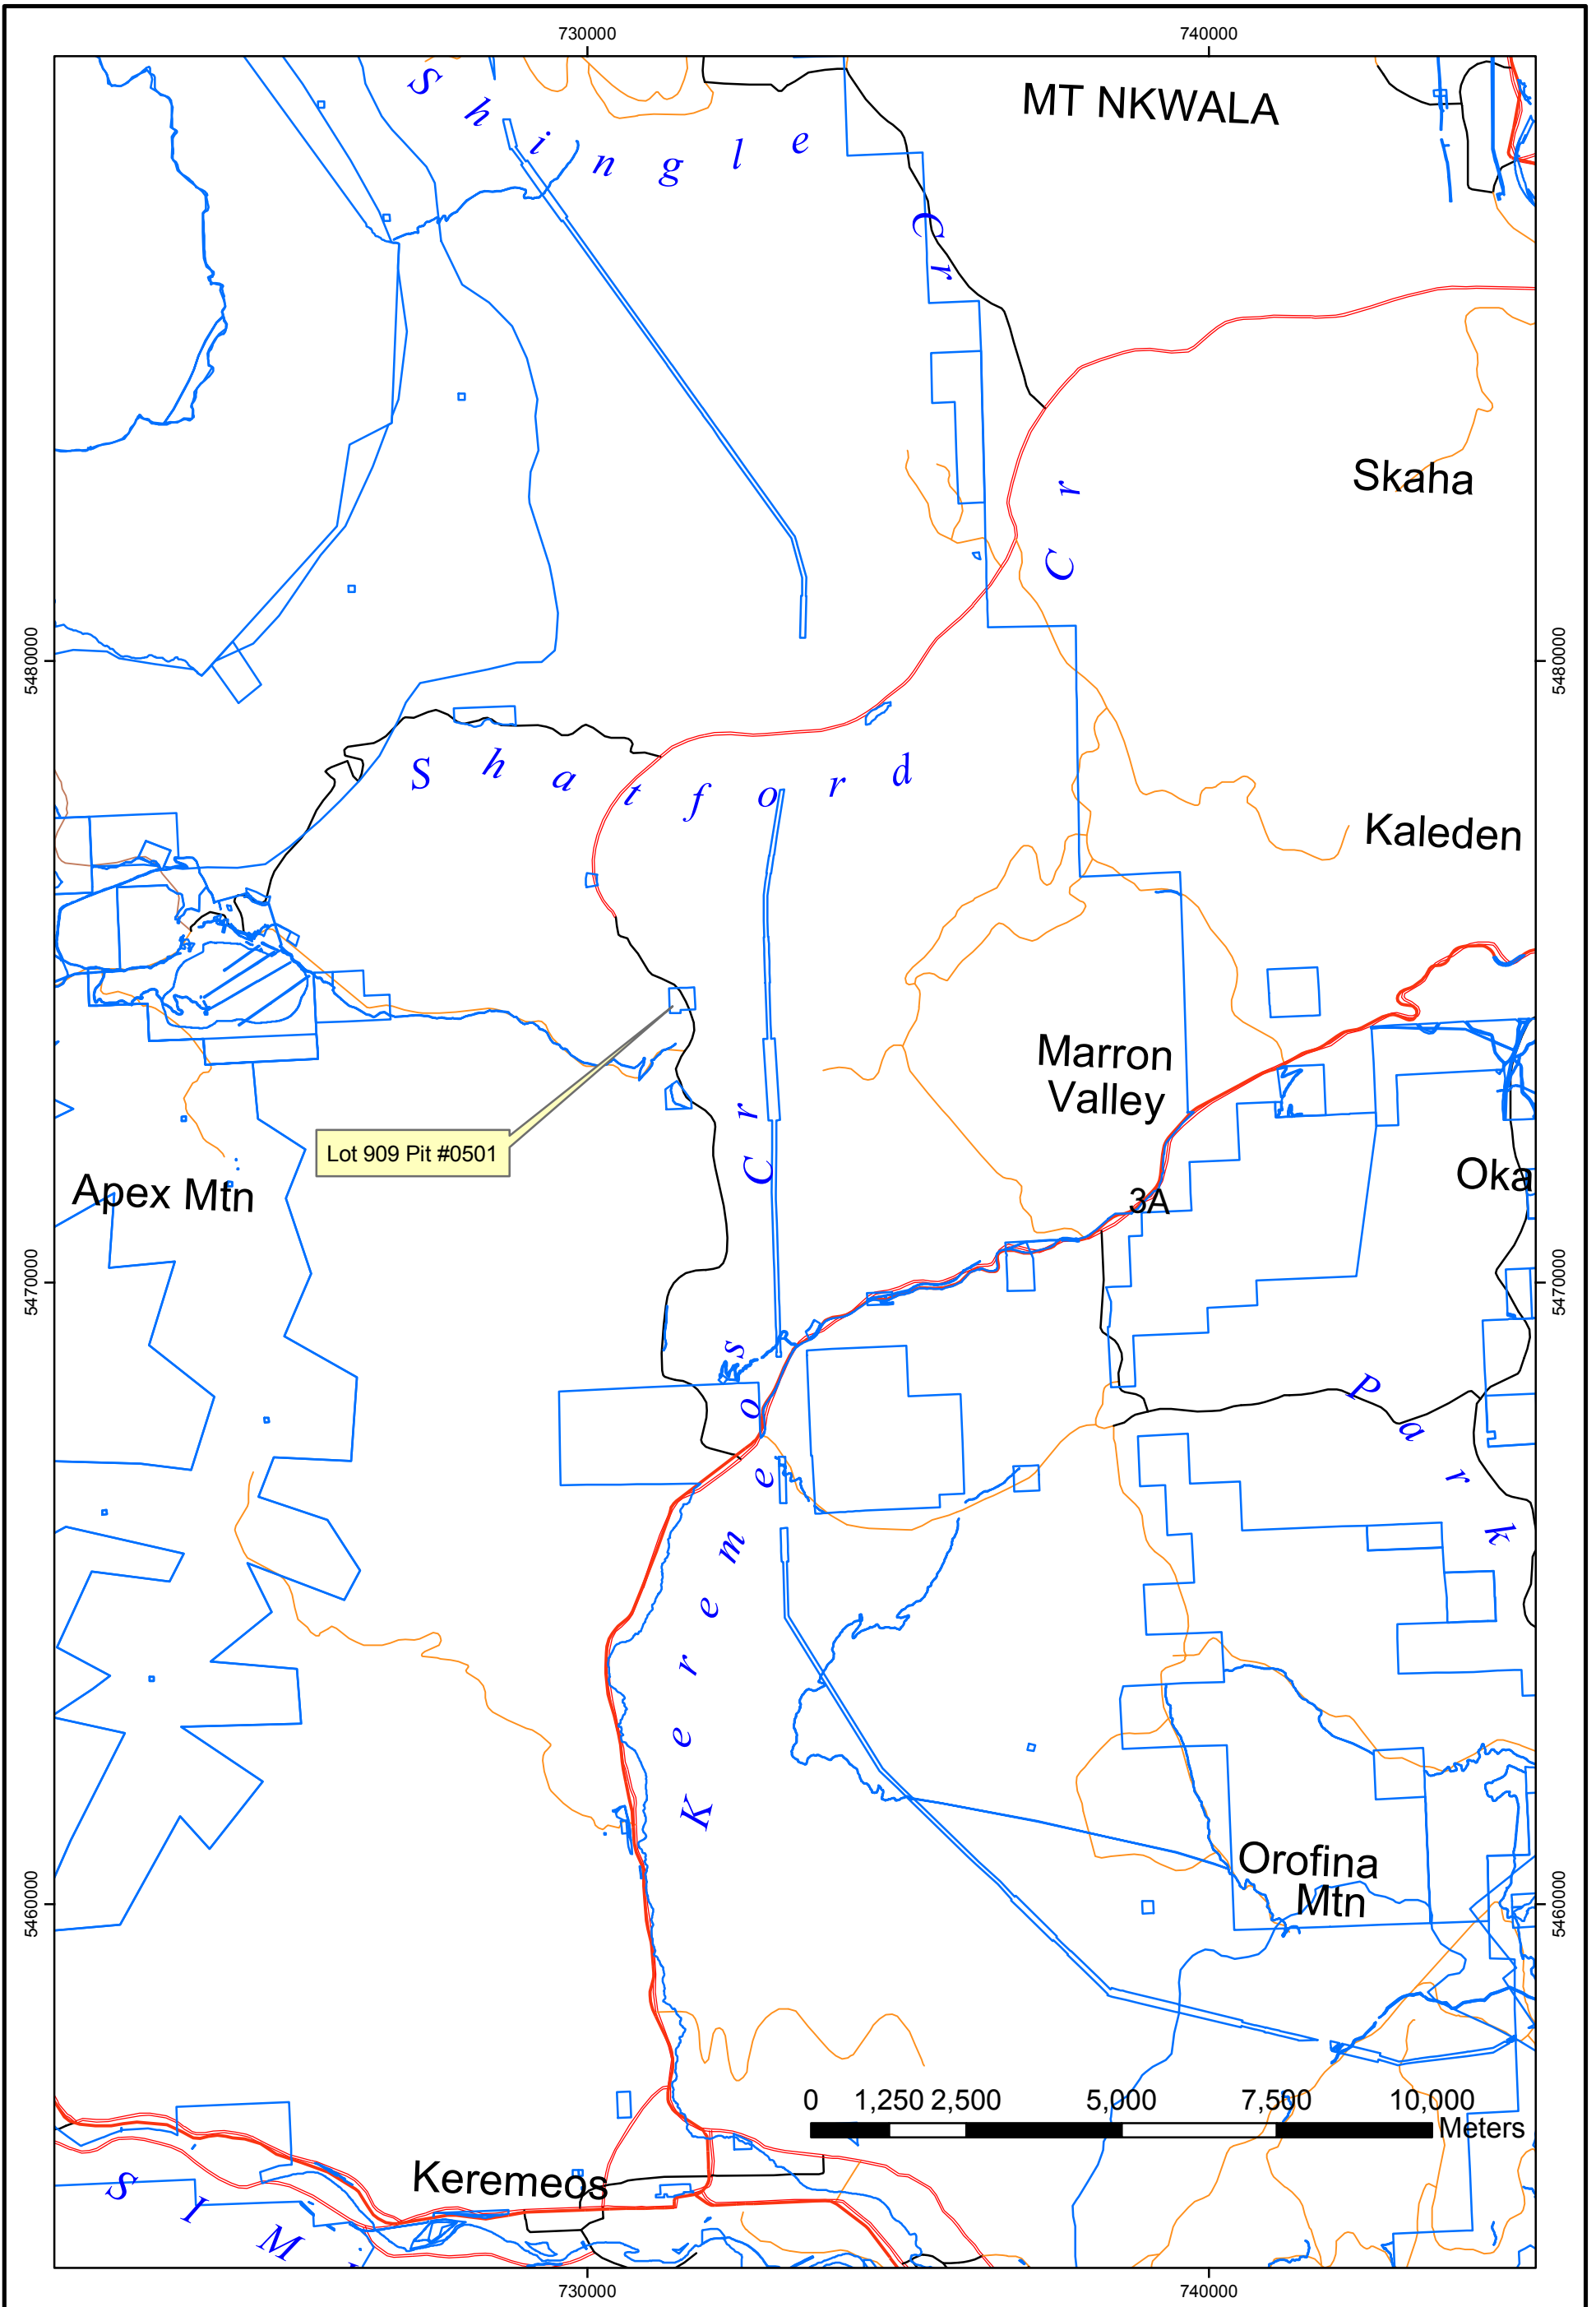 730000
740000
MT NKWALA
Shingle
Cr
Skaha
Cr
5480000
5480000
Shatford
Kaleden
Marron
Valley
Lot 909 Pit #0501
Cr
Apex Mtn
Oka
3A
5470000
5470000
Park
Keremeos
Orofina
Mtn
5460000
5460000
0 1,250 2,500 5,000 7,500 10,000
Meters
Keremeos
SIM
730000
740000